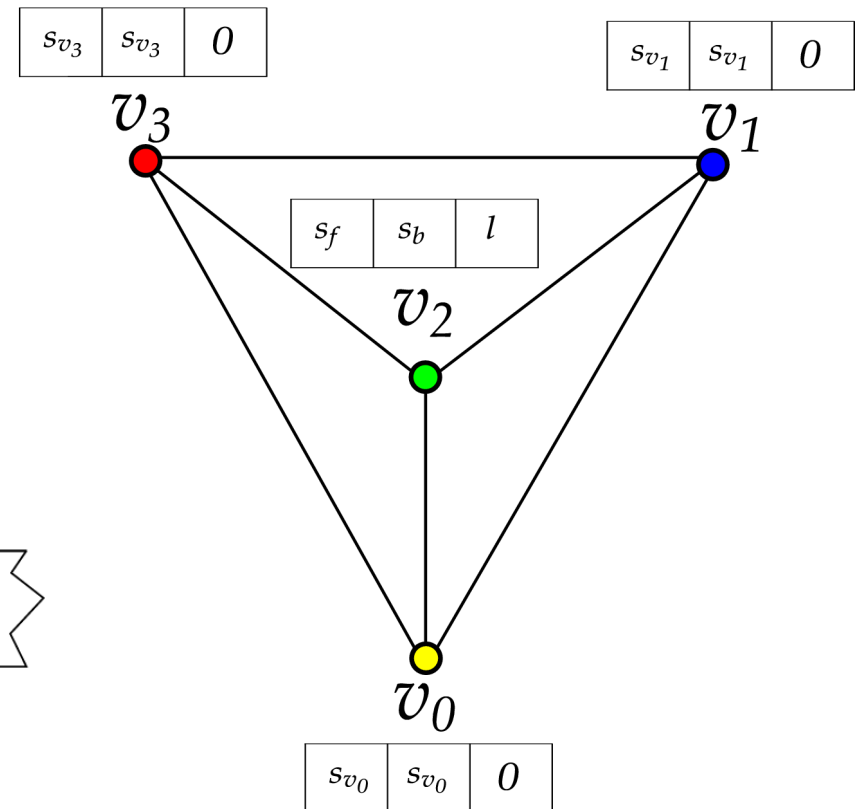 s_{v_3} s_{v_3} 0
s_{v_1} s_{v_1} 0
v_3
v_1
s_f s_b l
v_2
v_0
s_{v_0} s_{v_0} 0